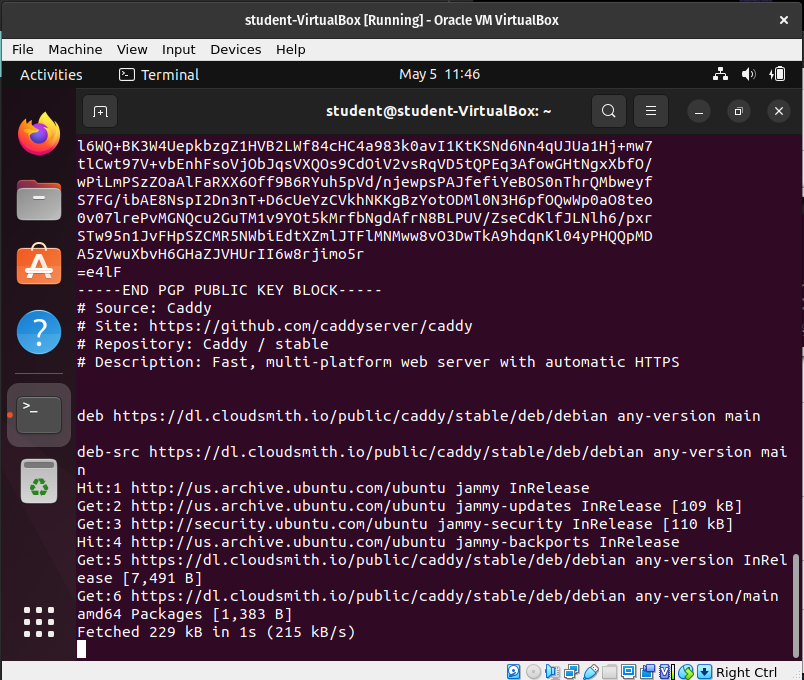 student-VirtualBox [Running] - Oracle VM VirtualBox
File Machine View Input Devices Help
Activities Terminal May 5 11:46
student@student-VirtualBox: ~
l6WQ+BK3W4UepkbzgZ1HVB2LWf84cHC4a983k0avI1KtKSNd6Nn4qUJUa1Hj+mw7
tlCwt97V+vbEnhFsoVjObJqsVXQOs9CdOiV2vsRqVD5tQPEq3AfowGHtNgxXbfO/
wPiLmPSzZOaAlFaRXX6Off9B6RYuh5pVd/njewpsPAJfefiYeBOS0nThrQMbweyf
S7FG/ibAE8NspI2Dn3nT+D6cUeYzCVkhNKKgBzYotODMl0N3H6pfOQwWp0aO8teo
0v07lrePvMGNQcu2GuTM1v9YOt5kMrfbNgdAfrN8BLPUV/ZseCdKlfJLNlh6/pxr
STw95n1JvFHpSZCMR5NWbiEdtXZmlJTFlMNMww8vO3DwTkA9hdqnKl04yPHQQpMD
A5zVwuXbvH6GHaZJVHUrII6w8rjimo5r
=e4lF
-----END PGP PUBLIC KEY BLOCK-----
# Source: Caddy
# Site: https://github.com/caddyserver/caddy
# Repository: Caddy / stable
# Description: Fast, multi-platform web server with automatic HTTPS
deb https://dl.cloudsmith.io/public/caddy/stable/deb/debian any-version main
deb-src https://dl.cloudsmith.io/public/caddy/stable/deb/debian any-version mai
n
Hit:1 http://us.archive.ubuntu.com/ubuntu jammy InRelease
Get:2 http://us.archive.ubuntu.com/ubuntu jammy-updates InRelease [109 kB]
Get:3 http://security.ubuntu.com/ubuntu jammy-security InRelease [110 kB]
Hit:4 http://us.archive.ubuntu.com/ubuntu jammy-backports InRelease
Get:5 https://dl.cloudsmith.io/public/caddy/stable/deb/debian any-version InRel
ease [7,491 B]
Get:6 https://dl.cloudsmith.io/public/caddy/stable/deb/debian any-version/main
amd64 Packages [1,383 B]
Fetched 229 kB in 1s (215 kB/s)
Right Ctrl